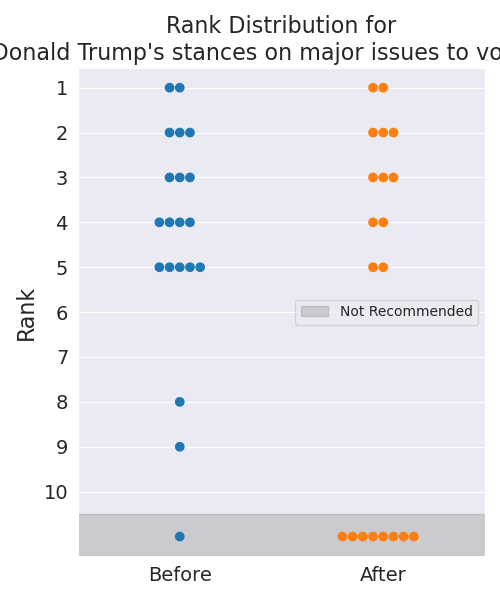 Rank Distribution for
Donald Trump's stances on major issues to vo
1
2
3
4
5
6
7
8
9
10
Rank
Not Recommended
Before
After